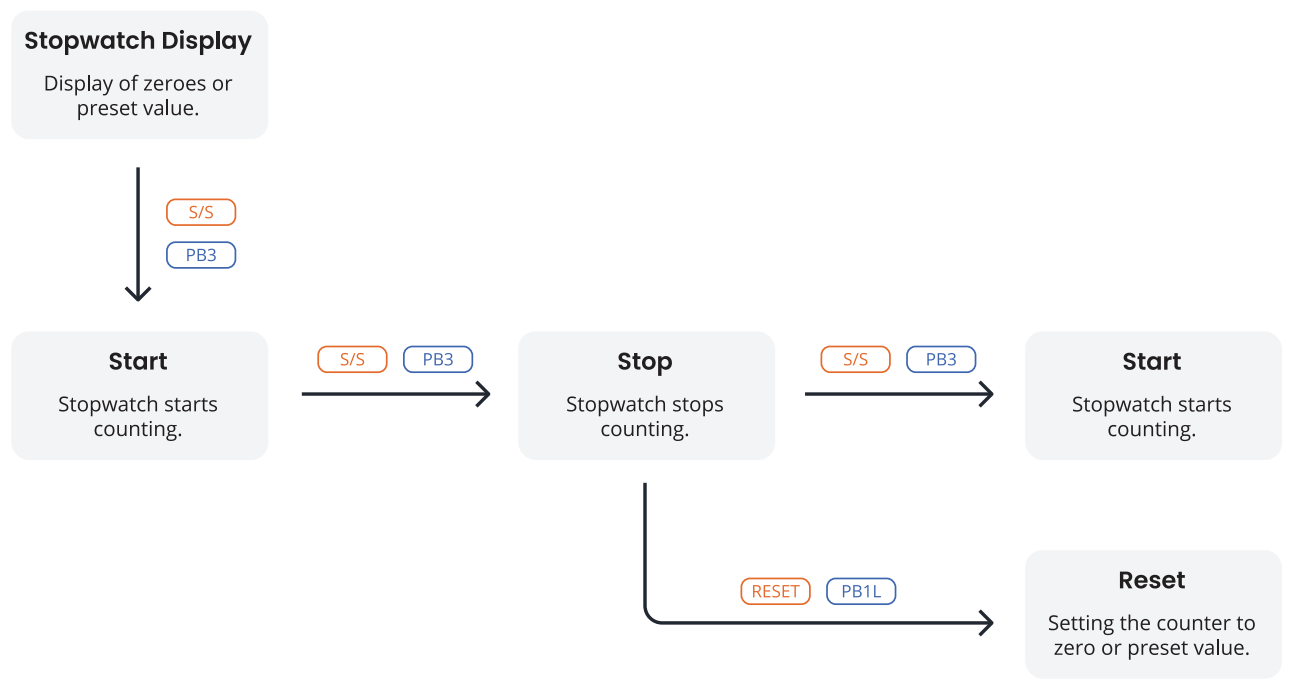 Stopwatch Display
Display of zeroes or
preset value.
S/S
PB3
Start
Stopwatch starts
counting.
S/S PB3
Stop
Stopwatch stops
counting.
S/S PB3
Start
Stopwatch starts
counting.
RESET PB1L
Reset
Setting the counter to
zero or preset value.